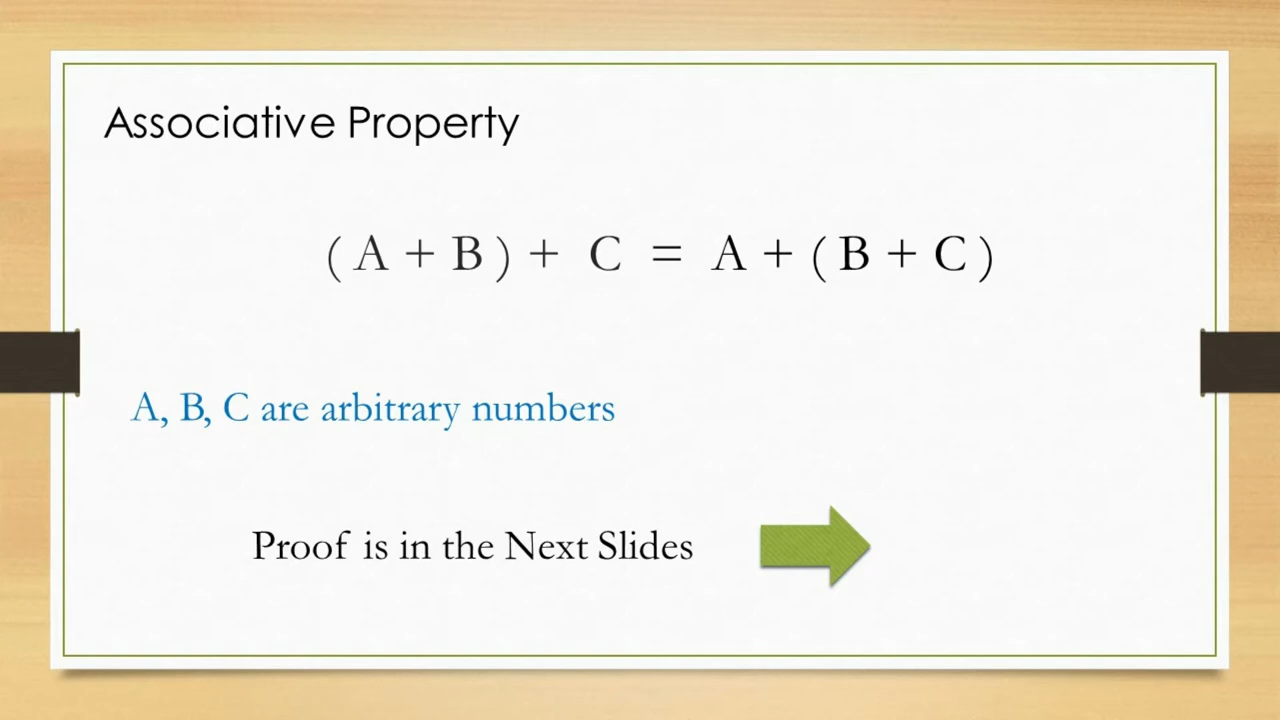 Associative Property
( A + B ) + C = A + ( B + C )
A, B, C are arbitrary numbers
Proof is in the Next Slides